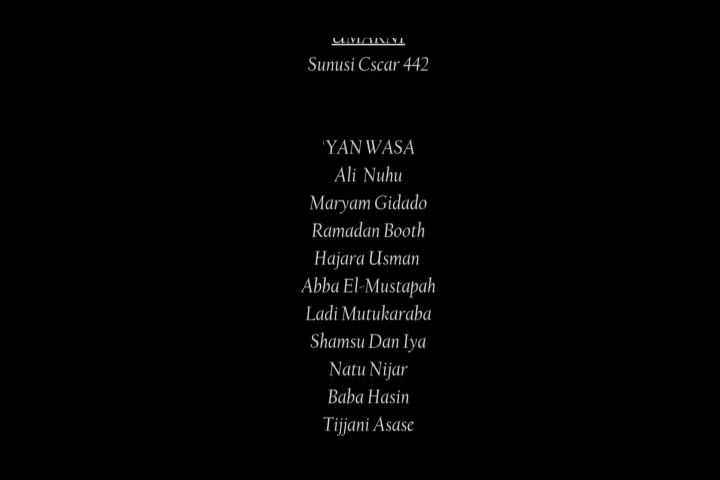 UMARNI
Sunusi Cscar 442
'YAN WASA
Ali Nuhu
Maryam Gidado
Ramadan Booth
Hajara Usman
Abba El-Mustapah
Ladi Mutukaraba
Shamsu Dan Iya
Natu Nijar
Baba Hasin
Tijjani Asase